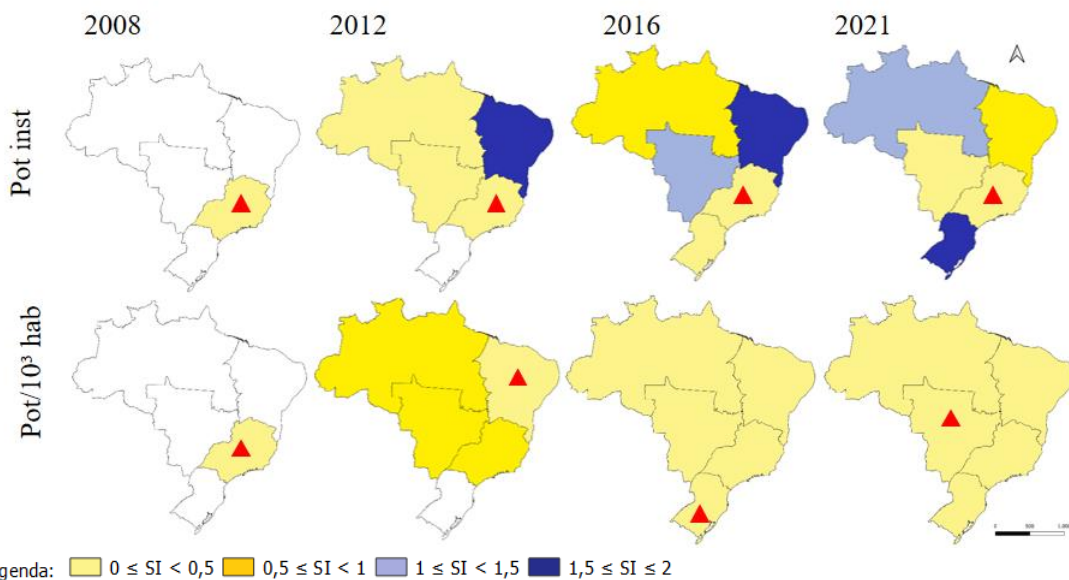 2008 2012 2016 2021
Pot inst
Pot/10³ hab
genda: 0 ≤ SI < 0,5 0,5 ≤ SI < 1 1 ≤ SI < 1,5 1,5 ≤ SI ≤ 2